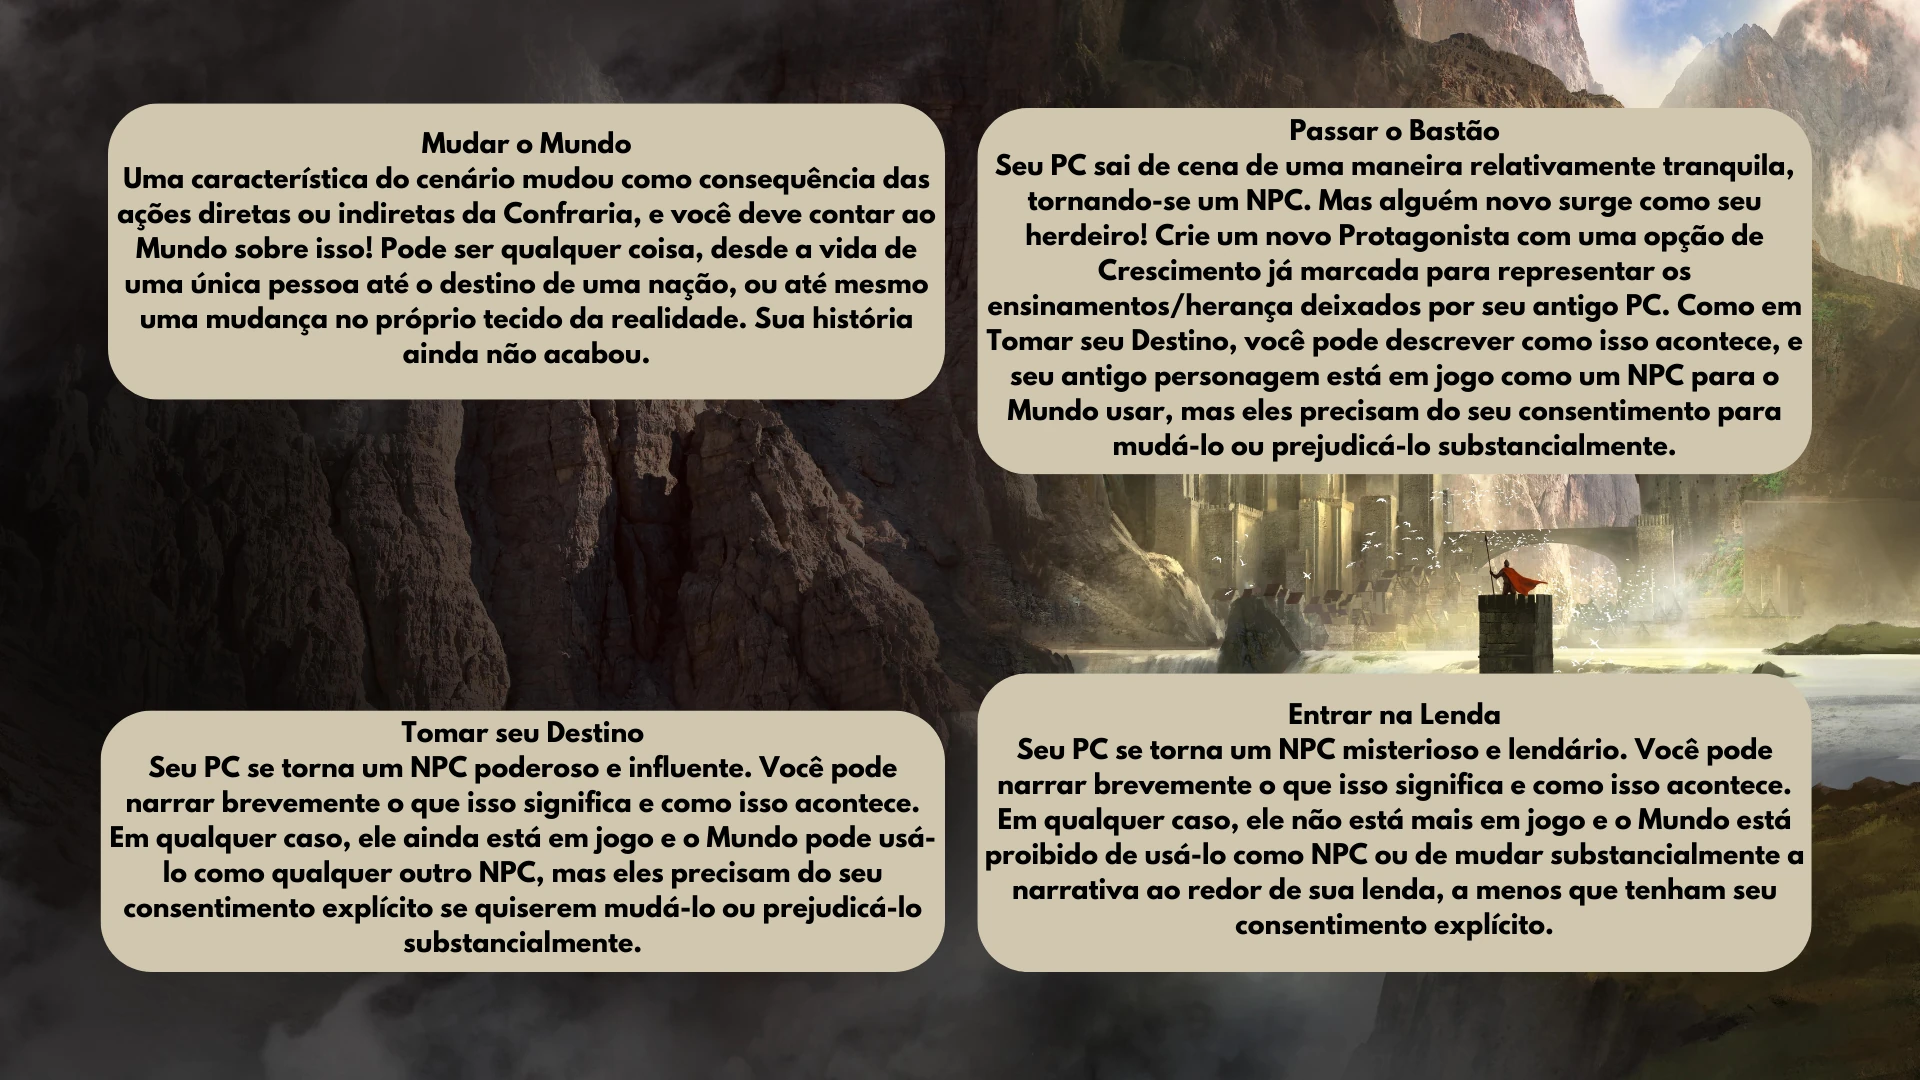 Mudar o Mundo
Uma característica do cenário mudou como consequência das
ações diretas ou indiretas da Confraria, e você deve contar ao
Mundo sobre isso! Pode ser qualquer coisa, desde a vida de
uma única pessoa até o destino de uma nação, ou até mesmo
uma mudança no próprio tecido da realidade. Sua história
ainda não acabou.
Passar o Bastão
Seu PC sai de cena de uma maneira relativamente tranquila,
tornando-se um NPC. Mas alguém novo surge como seu
herdeiro! Crie um novo Protagonista com uma opção de
Crescimento já marcada para representar os
ensinamentos/herança deixados por seu antigo PC. Como em
Tomar seu Destino, você pode descrever como isso acontece, e
seu antigo personagem está em jogo como um NPC para o
Mundo usar, mas eles precisam do seu consentimento para
mudá-lo ou prejudicá-lo substancialmente.
Tomar seu Destino
Seu PC se torna um NPC poderoso e influente. Você pode
narrar brevemente o que isso significa e como isso acontece.
Em qualquer caso, ele ainda está em jogo e o Mundo pode usá-
lo como qualquer outro NPC, mas eles precisam do seu
consentimento explícito se quiserem mudá-lo ou prejudicá-lo
substancialmente.
Entrar na Lenda
Seu PC se torna um NPC misterioso e lendário. Você pode
narrar brevemente o que isso significa e como isso acontece.
Em qualquer caso, ele não está mais em jogo e o Mundo está
proibido de usá-lo como NPC ou de mudar substancialmente a
narrativa ao redor de sua lenda, a menos que tenham seu
consentimento explícito.